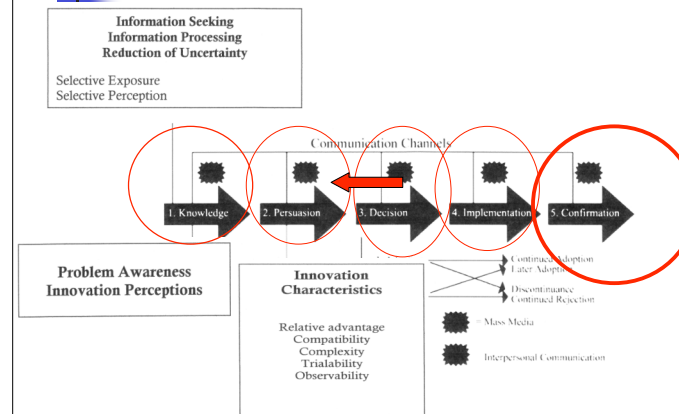 Information Seeking
Information Processing
Reduction of Uncertainty
Selective Exposure
Selective Perception
Communication Channels
1. Knowledge
2. Persuasion
3. Decision
4. Implementation
5. Confirmation
Problem Awareness
Innovation Perceptions
Innovation
Characteristics
Relative advantage
Compatibility
Complexity
Trialability
Observability
Continued Adoption
Later Adoption
Discontinuance
Continued Rejection
= Mass Media
Interpersonal Communication